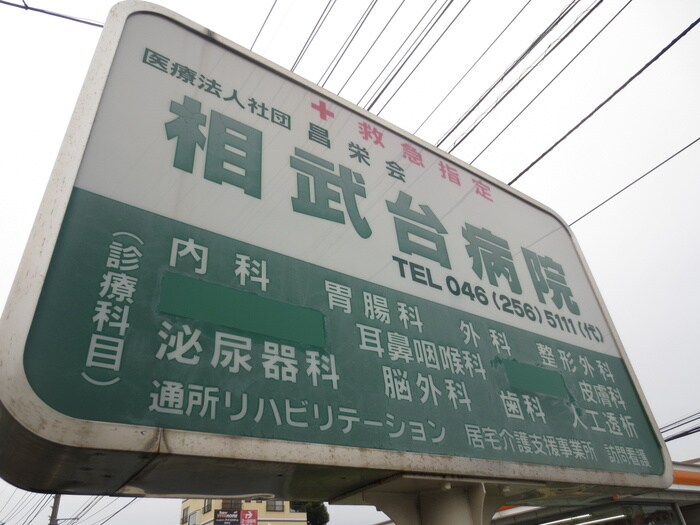 ✚救急指定
医療法人社団 昌栄会
相武台病院
TEL 046 (256) 5111 (代)
(診療科目)
内科 胃腸科 外科 整形外科
耳鼻咽喉科 皮膚科
泌尿器科 脳外科 歯科 人工透析
通所リハビリテーション 居宅介護支援事業所 訪問看護